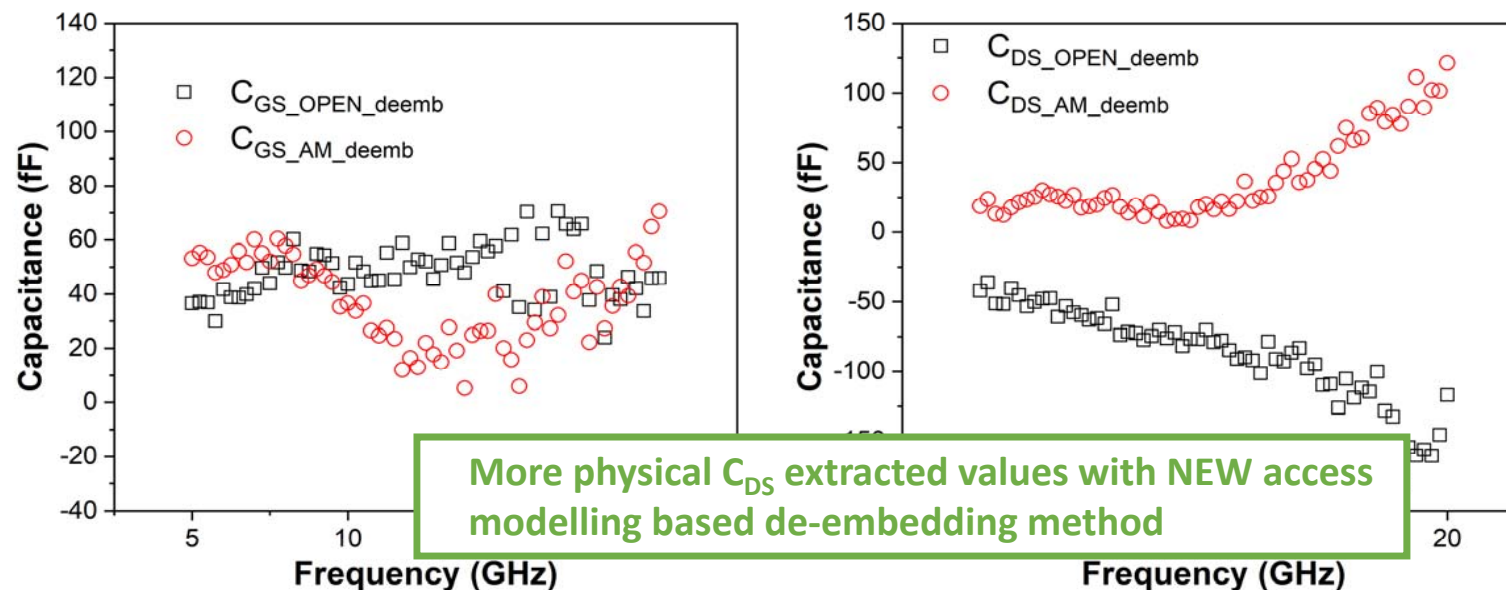 140
120
100
80
60
40
20
0
-20
-40
Capacitance (fF)
C_GS_OPEN_deemb
C_GS_AM_deemb
5
10
Frequency (GHz)
150
100
50
0
-50
-100
Capacitance (fF)
C_DS_OPEN_deemb
C_DS_AM_deemb
20
Frequency (GHz)
More physical C_DS extracted values with NEW access
modelling based de-embedding method